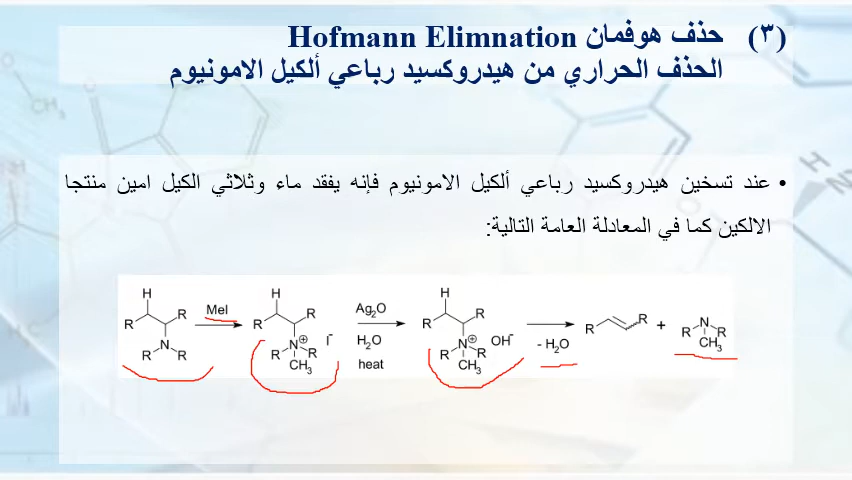 (٣) حذف هوفمان Hofmann Elimnation
الحذف الحراري من هيدروكسيد رباعي ألكيل الامونيوم
• عند تسخين هيدروكسيد رباعي ألكيل الامونيوم فإنه يفقد ماء وثلاثي الكيل امين منتجا
الالكين كما في المعادلة العامة التالية:
H R R N R R
MeI
H R R N⊕ R R CH₃ I⁻
Ag₂O
H₂O
heat
H R R N⊕ R R CH₃ OH⁻
- H₂O
R R + R N R CH₃